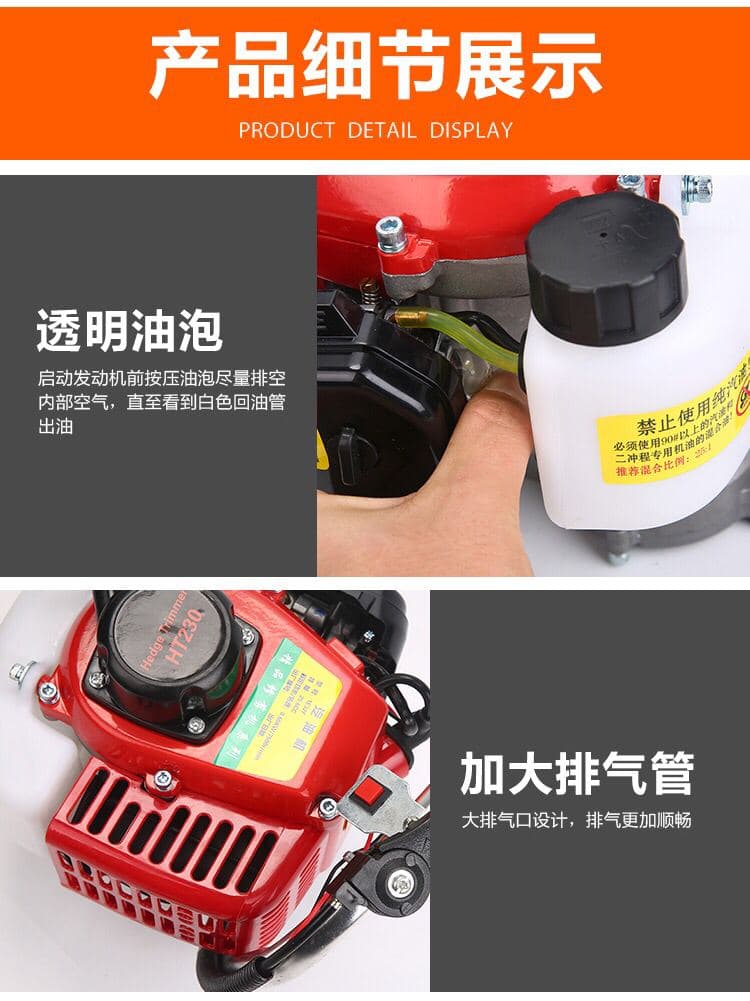 产品细节展示
PRODUCT DETAIL DISPLAY
透明油泡
启动发动机前按压油泡尽量排空
内部空气，直至看到白色回油管
出油
禁止使用纯汽油
必须使用90#以上的汽油和
二冲程专用机油的混合油！
推荐混合比例：25:1
Hedge Trimmer
HT230
加大排气管
大排气口设计，排气更加顺畅